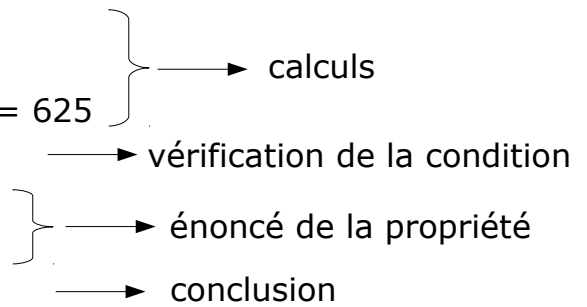 calculs
= 625
vérification de la condition
énoncé de la propriété
conclusion